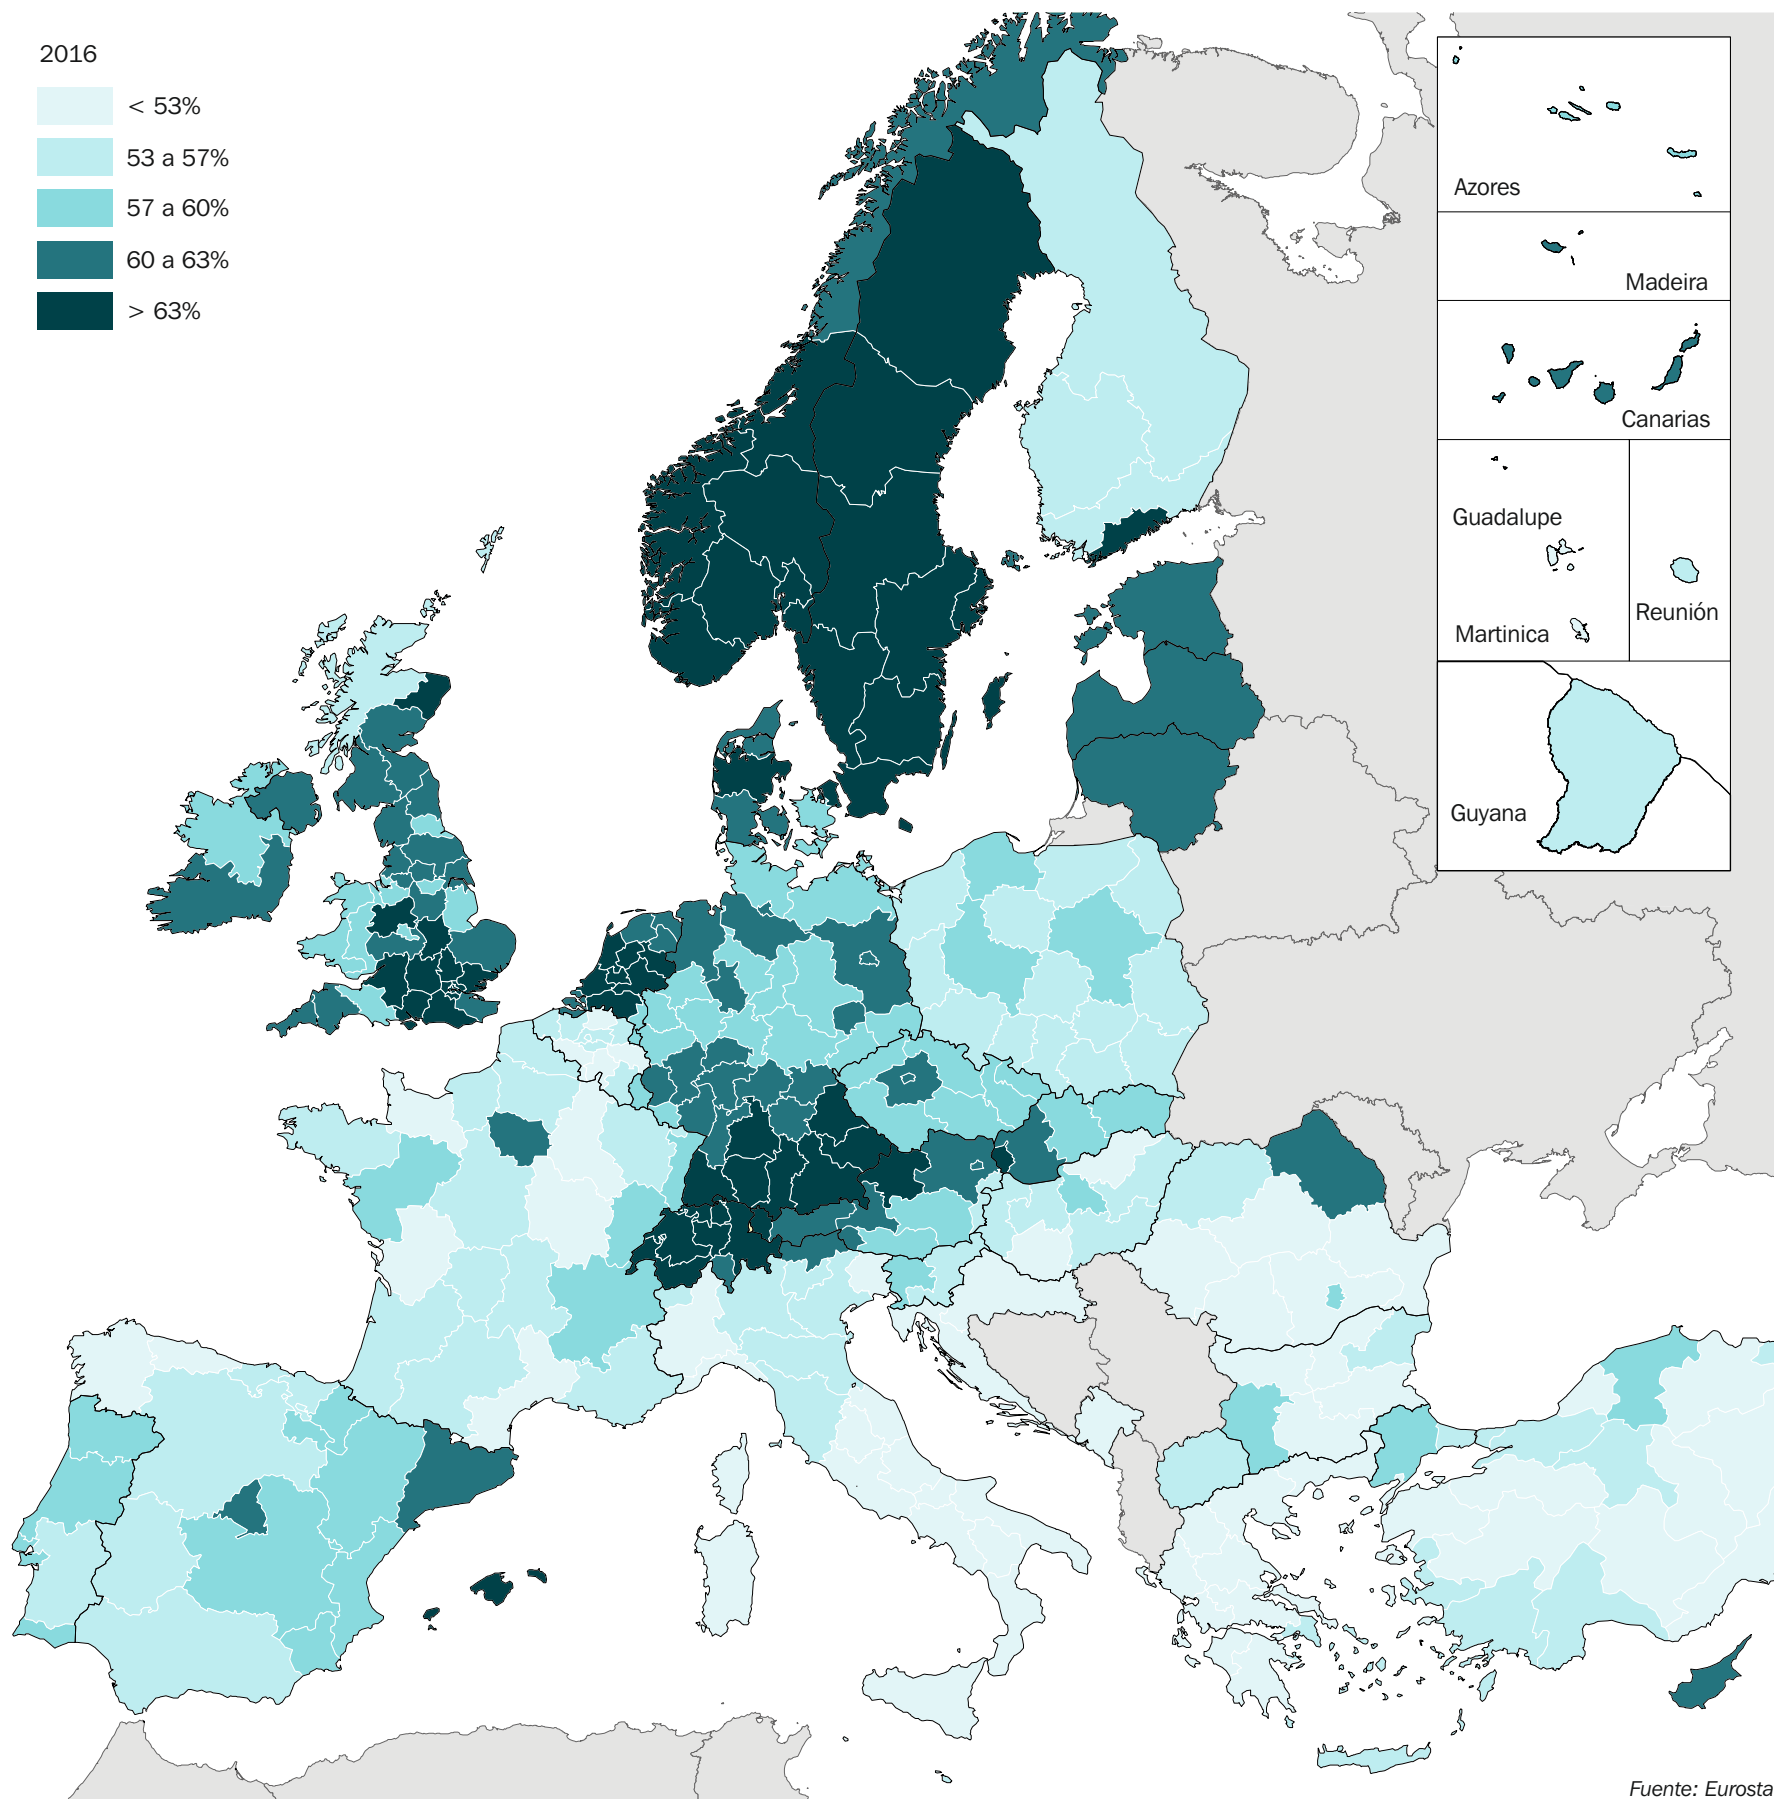 2016
< 53%
53 a 57%
57 a 60%
60 a 63%
> 63%
Azores
Madeira
Canarias
Guadalupe
Martinica
Reunión
Guyana
Fuente: Eurosta